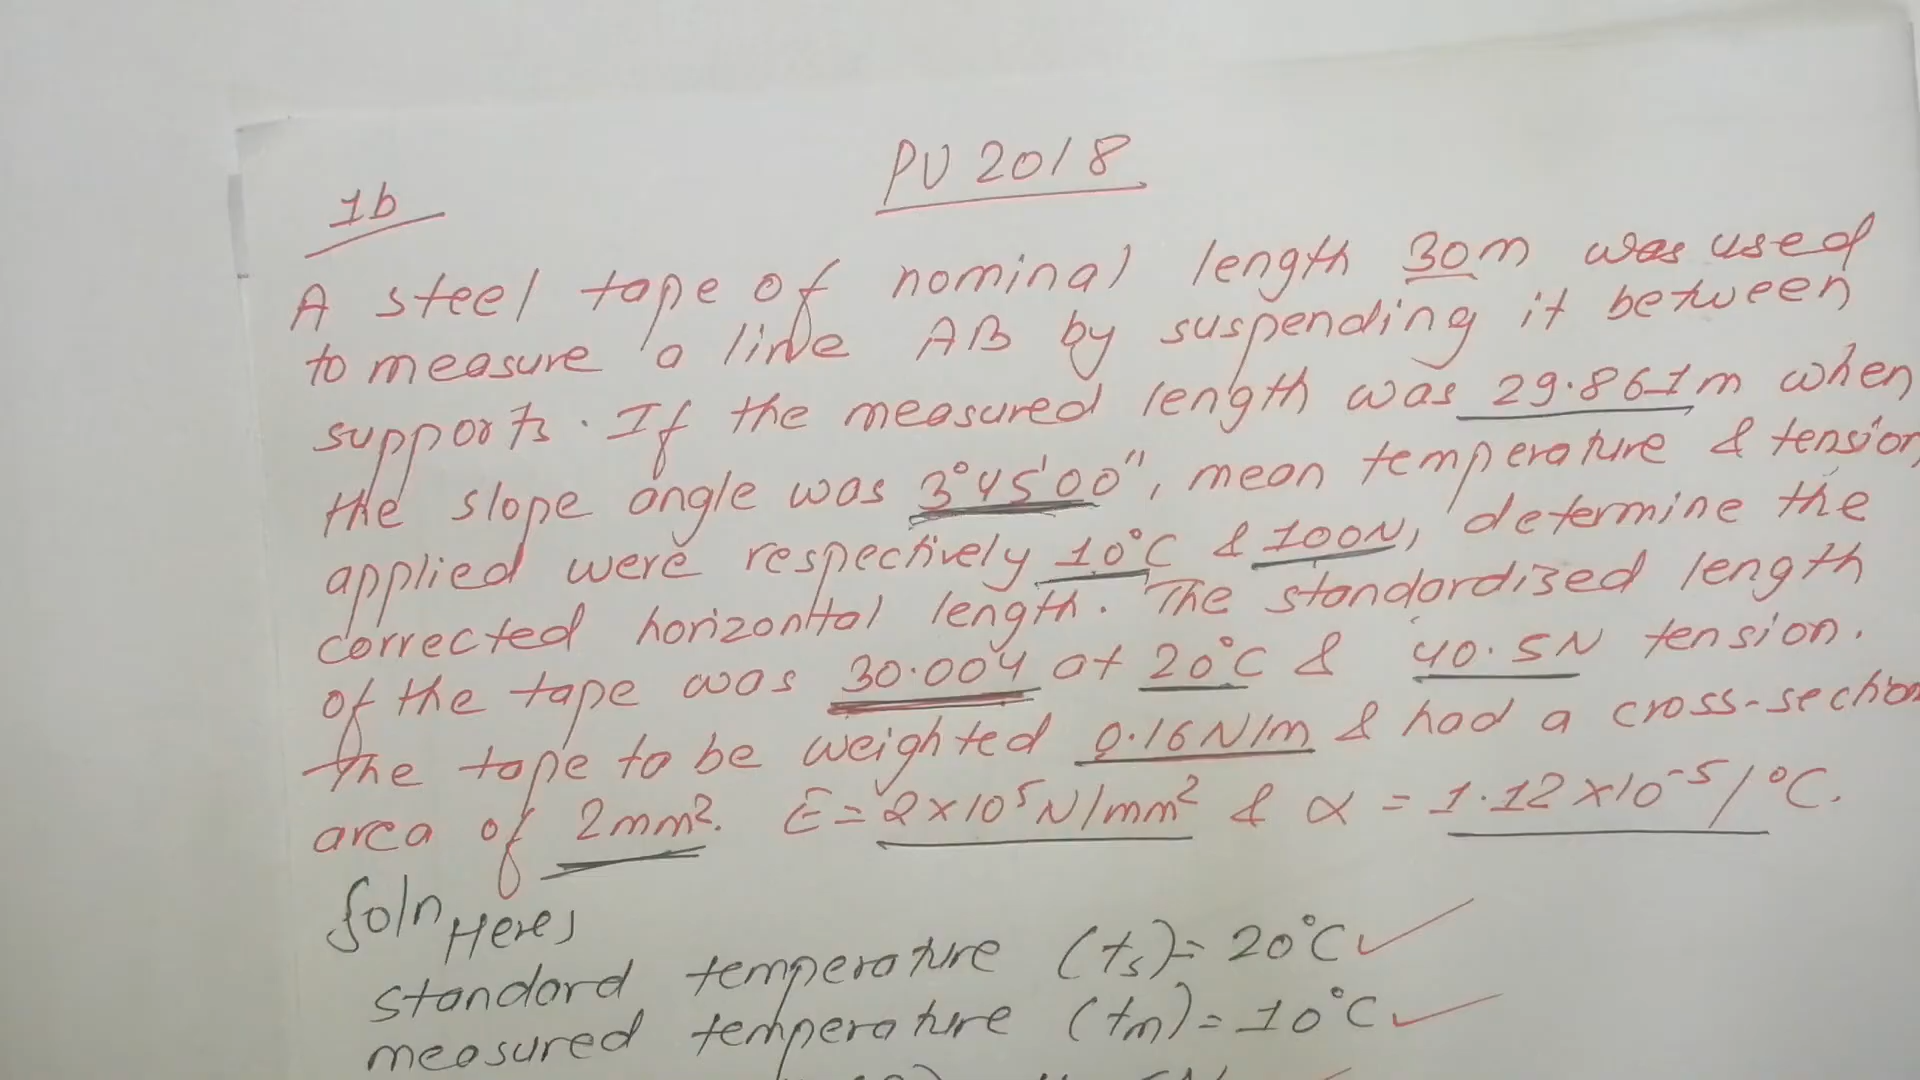 PU 2018
1b
A steel tape of nominal length 30m was used
to measure a line AB by suspending it between
supports. If the measured length was 29.861m when
the slope angle was 3°45'00", mean temperature & tension
applied were respectively 10°C & 100N, determine the
corrected horizontal length. The standardized length
of the tape was 30.004 at 20°C & 40.5N tension.
The tape to be weighted 0.16N/m & had a cross-section
area of 2mm². E = 2×10⁵N/mm² & α = 1.12×10⁻⁵/°C.
Soln Here,
standard temperature (ts) = 20°C
measured temperature (tm) = 10°C